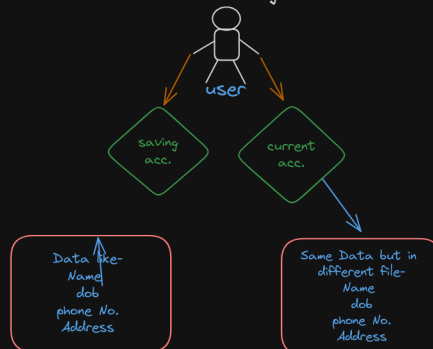 user
saving
acc.
current
acc.
Data like-
Name
dob
phone No.
Address
Same Data but in
different file-
Name
dob
phone No.
Address